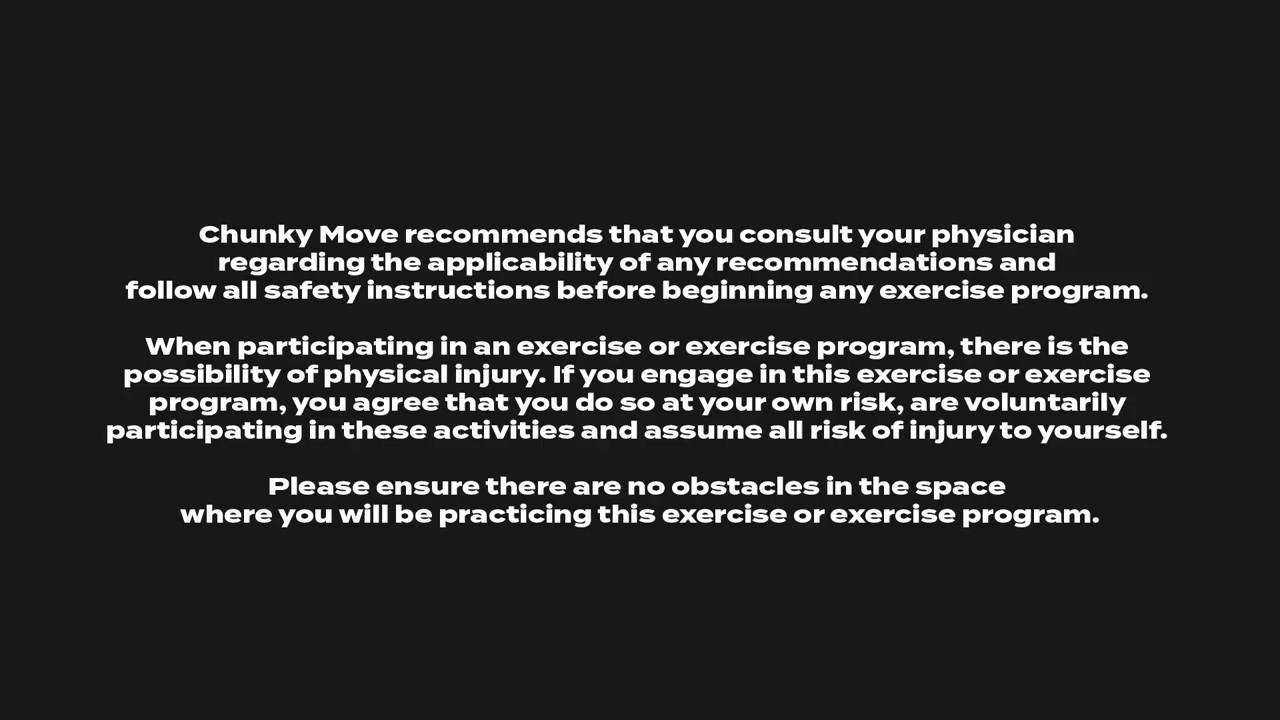 Chunky Move recommends that you consult your physician
regarding the applicability of any recommendations and
follow all safety instructions before beginning any exercise program.
When participating in an exercise or exercise program, there is the
possibility of physical injury. If you engage in this exercise or exercise
program, you agree that you do so at your own risk, are voluntarily
participating in these activities and assume all risk of injury to yourself.
Please ensure there are no obstacles in the space
where you will be practicing this exercise or exercise program.